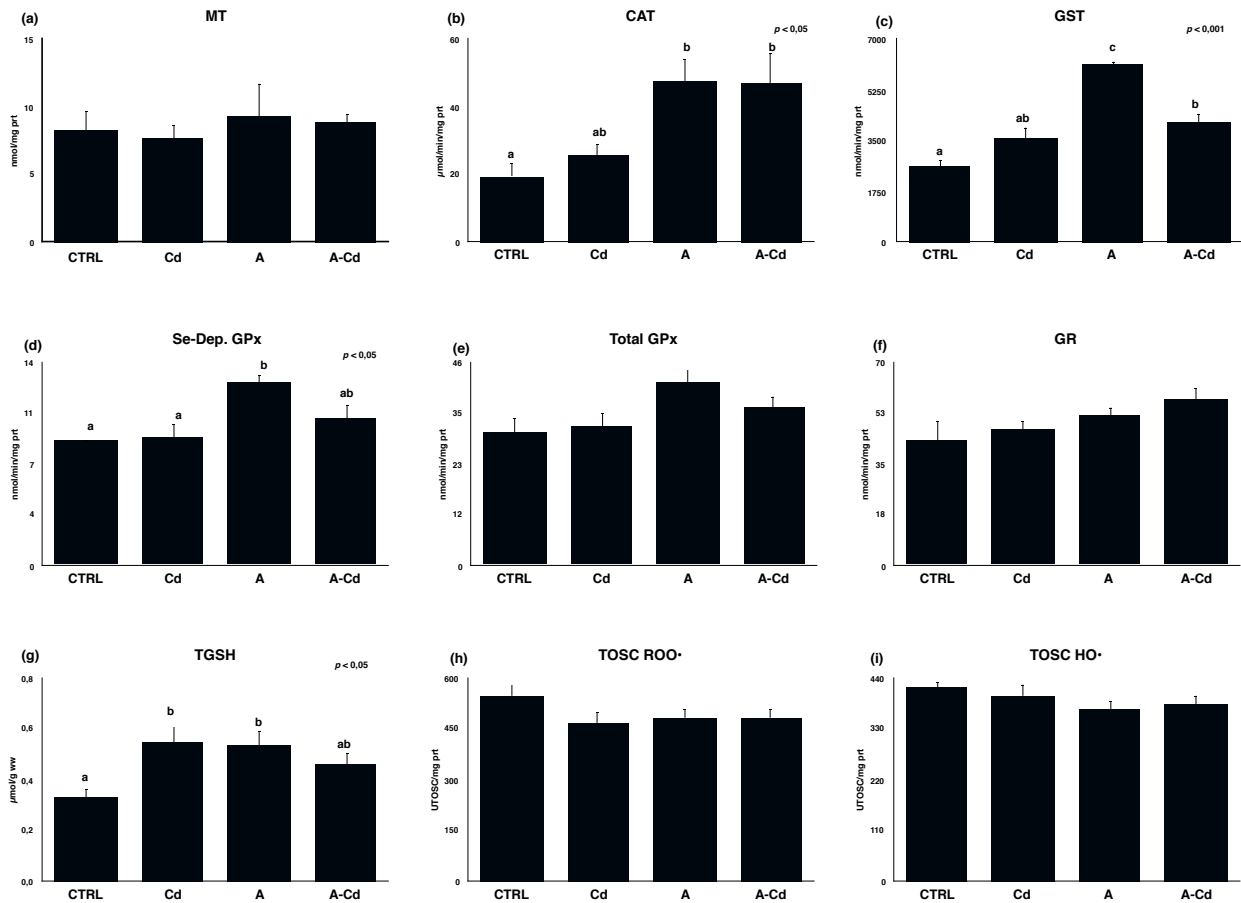 (a)
MT
15
10
5
0
nmol/mg prt
CTRL Cd A A-Cd
(b)
CAT
p < 0,05
60
40
20
0
µmol/min/mg prt
a ab b b
CTRL Cd A A-Cd
(c)
GST
p < 0,001
7000
5250
3500
1750
0
nmol/min/mg prt
a ab c b
CTRL Cd A A-Cd
(d)
Se-Dep. GPx
p < 0,05
14
11
7
4
0
nmol/min/mg prt
a a b ab
CTRL Cd A A-Cd
(e)
Total GPx
46
35
23
12
0
nmol/min/mg prt
CTRL Cd A A-Cd
(f)
GR
70
53
35
18
0
nmol/min/mg prt
CTRL Cd A A-Cd
(g)
TGSH
p < 0,05
0,8
0,6
0,4
0,2
0,0
µmol/g ww
a b b ab
CTRL Cd A A-Cd
(h)
TOSC ROO•
600
450
300
150
0
UTOSC/mg prt
CTRL Cd A A-Cd
(i)
TOSC HO•
440
330
220
110
0
UTOSC/mg prt
CTRL Cd A A-Cd